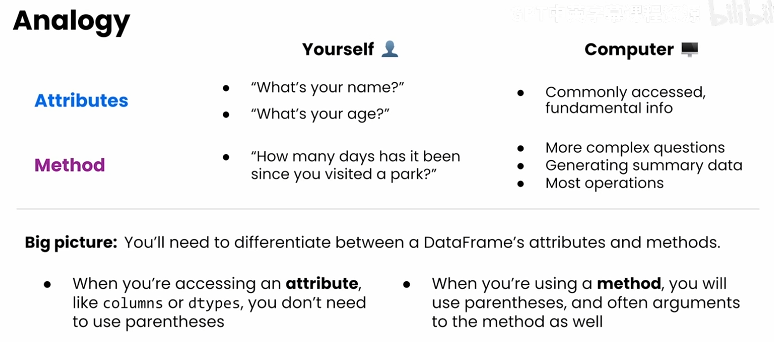 Analogy
bilibili
Yourself 👤
Computer 🖥️
Attributes
● “What’s your name?”
● “What’s your age?”
● Commonly accessed,
fundamental info
Method
● “How many days has it been
since you visited a park?”
● More complex questions
● Generating summary data
● Most operations
Big picture: You’ll need to differentiate between a DataFrame’s attributes and methods.
● When you’re accessing an attribute,
like columns or dtypes, you don’t need
to use parentheses
● When you’re using a method, you will
use parentheses, and often arguments
to the method as well